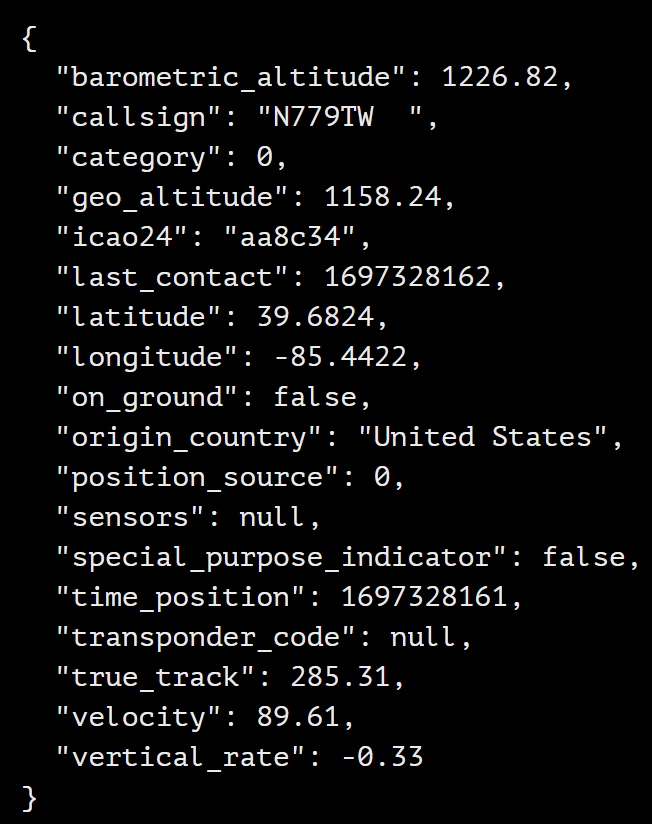 {
  "barometric_altitude": 1226.82,
  "callsign": "N779TW  ",
  "category": 0,
  "geo_altitude": 1158.24,
  "icao24": "aa8c34",
  "last_contact": 1697328162,
  "latitude": 39.6824,
  "longitude": -85.4422,
  "on_ground": false,
  "origin_country": "United States",
  "position_source": 0,
  "sensors": null,
  "special_purpose_indicator": false,
  "time_position": 1697328161,
  "transponder_code": null,
  "true_track": 285.31,
  "velocity": 89.61,
  "vertical_rate": -0.33
}